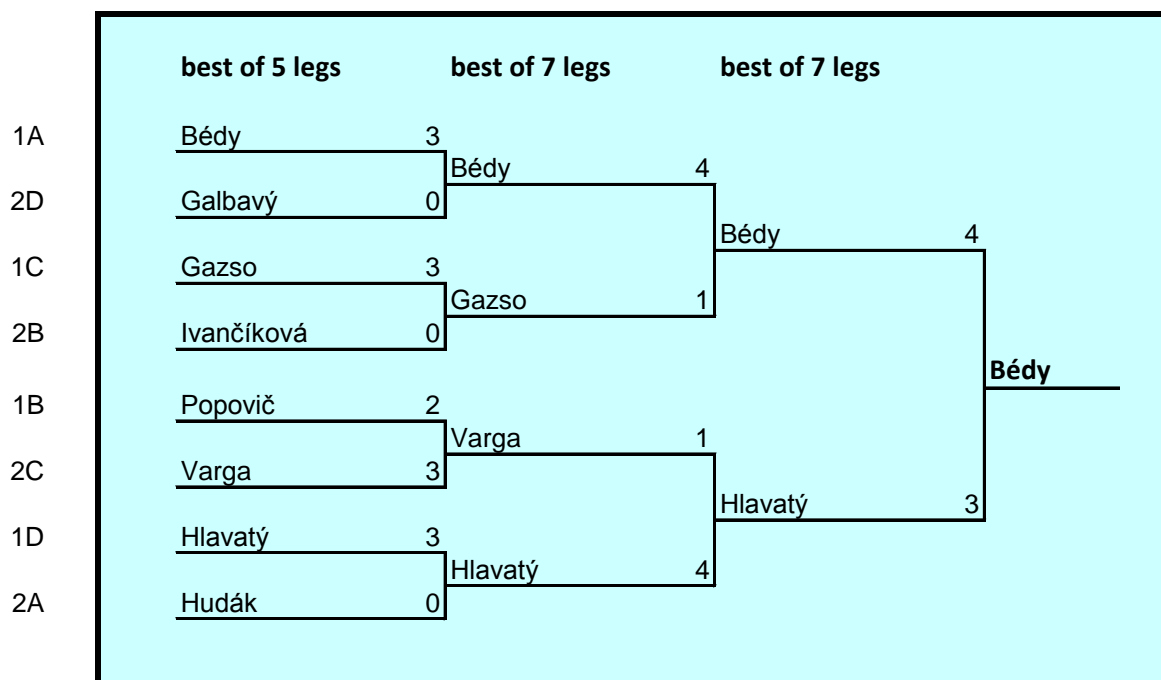 best of 5 legs best of 7 legs best of 7 legs
1A Bédy 3
Bédy 4
2D Galbavý 0
Bédy 4
1C Gazso 3
Gazso 1
2B Ivančíková 0
Bédy
1B Popovič 2
Varga 1
2C Varga 3
Hlavatý 3
1D Hlavatý 3
Hlavatý 4
2A Hudák 0